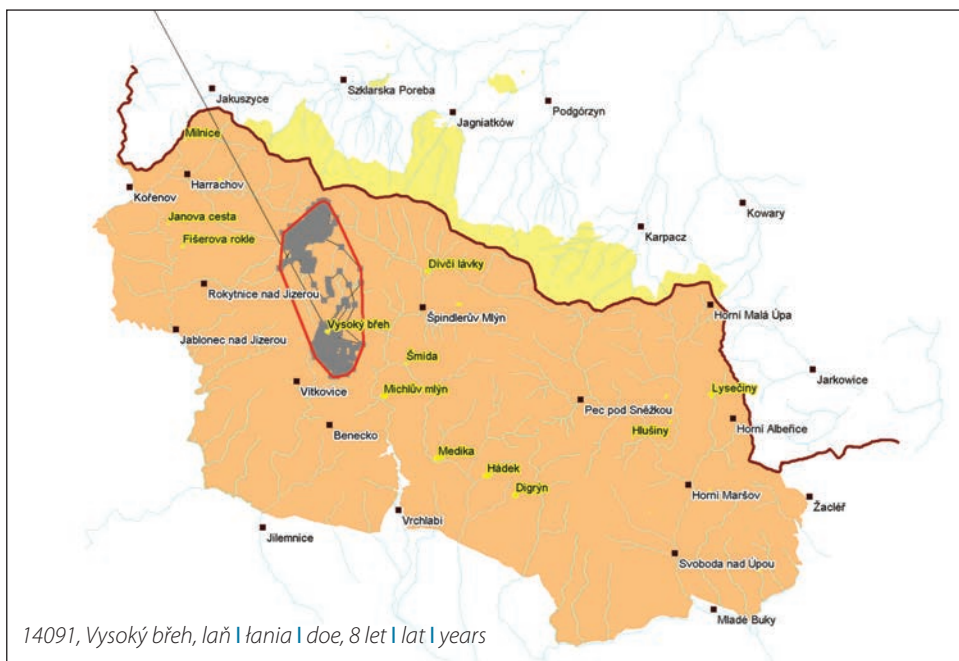 Szklarska Poreba
Jakuszyce
Podgórzyn
Jagniatków
Milnice
Harrachov
Kořenov
Kowary
Janova cesta
Karpacz
Fišerova rokle
Dívčí lávky
Rokytnice nad Jizerou
Špindlerův Mlýn
Horní Malá Úpa
Vysoký břeh
Jablonec nad Jizerou
Šmída
Jarkowice
Vítkovice
Michlův mlýn
Lysečiny
Pec pod Sněžkou
Horní Albeřice
Benecko
Hlušiny
Medika
Hádek
Horní Maršov
Digrýn
Žacléř
Vrchlabí
Jilemnice
Svoboda nad Úpou
Mladé Buky
14091, Vysoký břeh, laň | łania | doe, 8 let | lat | years